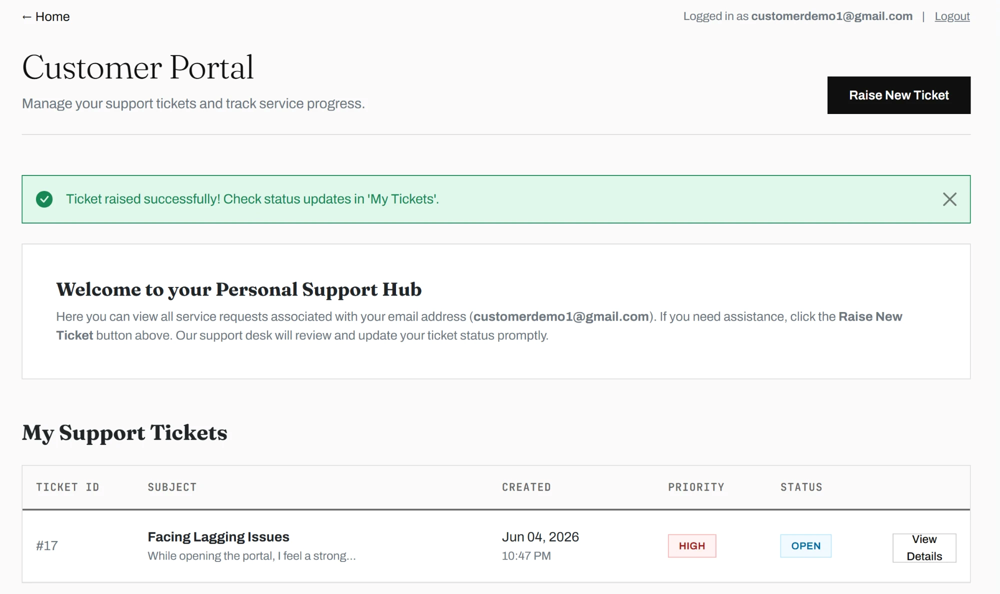 ← Home
Logged in as customerdemo1@gmail.com | Logout
Customer Portal
Manage your support tickets and track service progress.
Raise New Ticket
Ticket raised successfully! Check status updates in 'My Tickets'.
Welcome to your Personal Support Hub
Here you can view all service requests associated with your email address (customerdemo1@gmail.com). If you need assistance, click the Raise New
Ticket button above. Our support desk will review and update your ticket status promptly.
My Support Tickets
TICKET ID SUBJECT CREATED PRIORITY STATUS
#17
Facing Lagging Issues
While opening the portal, I feel a strong...
Jun 04, 2026
10:47 PM
HIGH
OPEN
View
Details